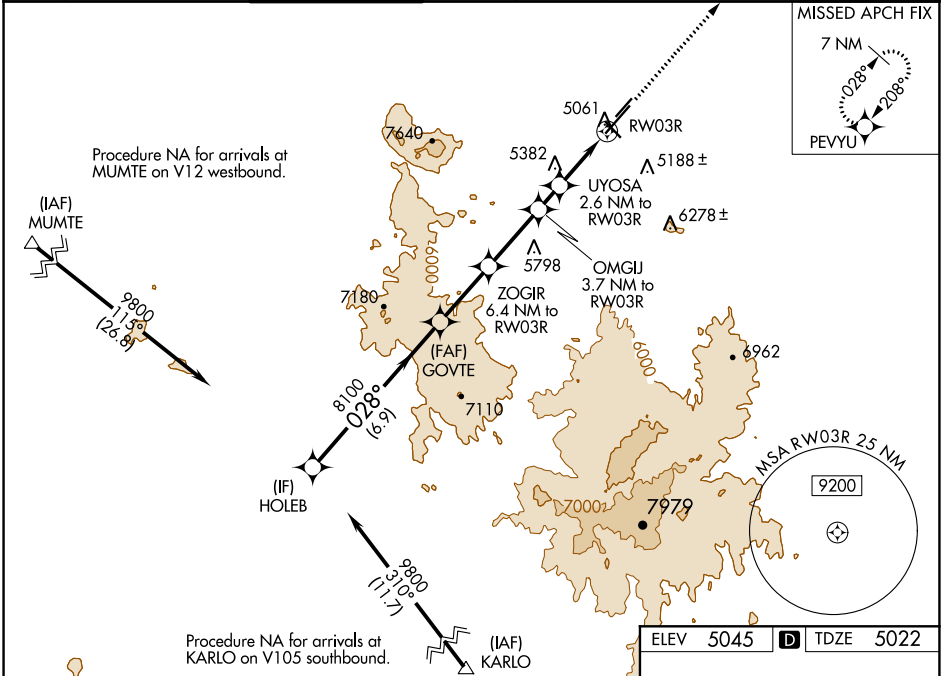 MISSED APCH FIX
7 NM
028°
208°
PEVYU
7640
5061
RW03R
Procedure NA for arrivals at
MUMTE on V12 westbound.
5382
5188 ±
UYOSA
2.6 NM to
RW03R
(IAF)
MUMTE
6278 ±
6000
5798
OMGIJ
3.7 NM to
RW03R
ZOGIR
6.4 NM to
RW03R
9800
115°
(26.8)
7180
(FAF)
GOVTE
6000
6962
8100
028°
(6.9)
7110
MSA RW03R 25 NM
9200
(IF)
HOLEB
7000
7979
9800
310°
(11.7)
Procedure NA for arrivals at
KARLO on V105 southbound.
(IAF)
KARLO
ELEV 5045 D TDZE 5022